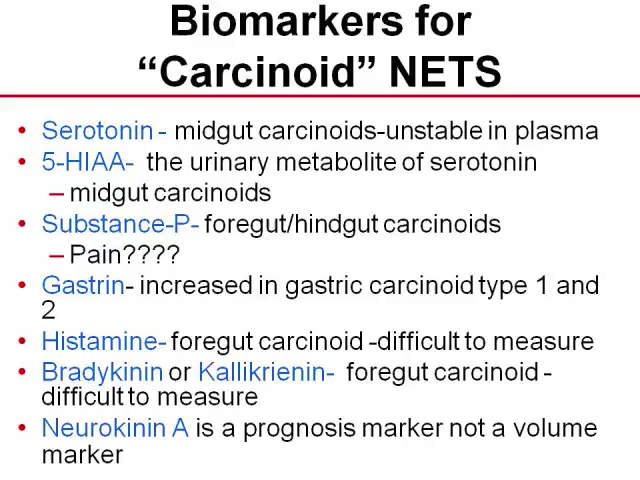 Biomarkers for
“Carcinoid” NETS
• Serotonin - midgut carcinoids-unstable in plasma
• 5-HIAA- the urinary metabolite of serotonin
– midgut carcinoids
• Substance-P- foregut/hindgut carcinoids
– Pain????
• Gastrin- increased in gastric carcinoid type 1 and
2
• Histamine- foregut carcinoid -difficult to measure
• Bradykinin or Kallikrienin- foregut carcinoid -
difficult to measure
• Neurokinin A is a prognosis marker not a volume
marker